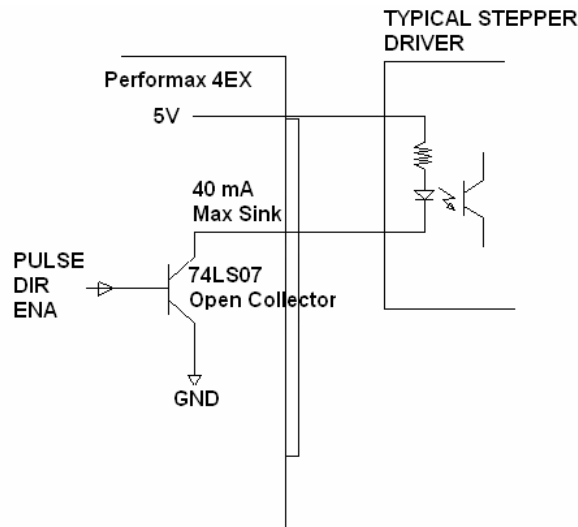 TYPICAL STEPPER
DRIVER
Performax 4EX
5V
40 mA
Max Sink
PULSE
DIR
ENA
74LS07
Open Collector
GND